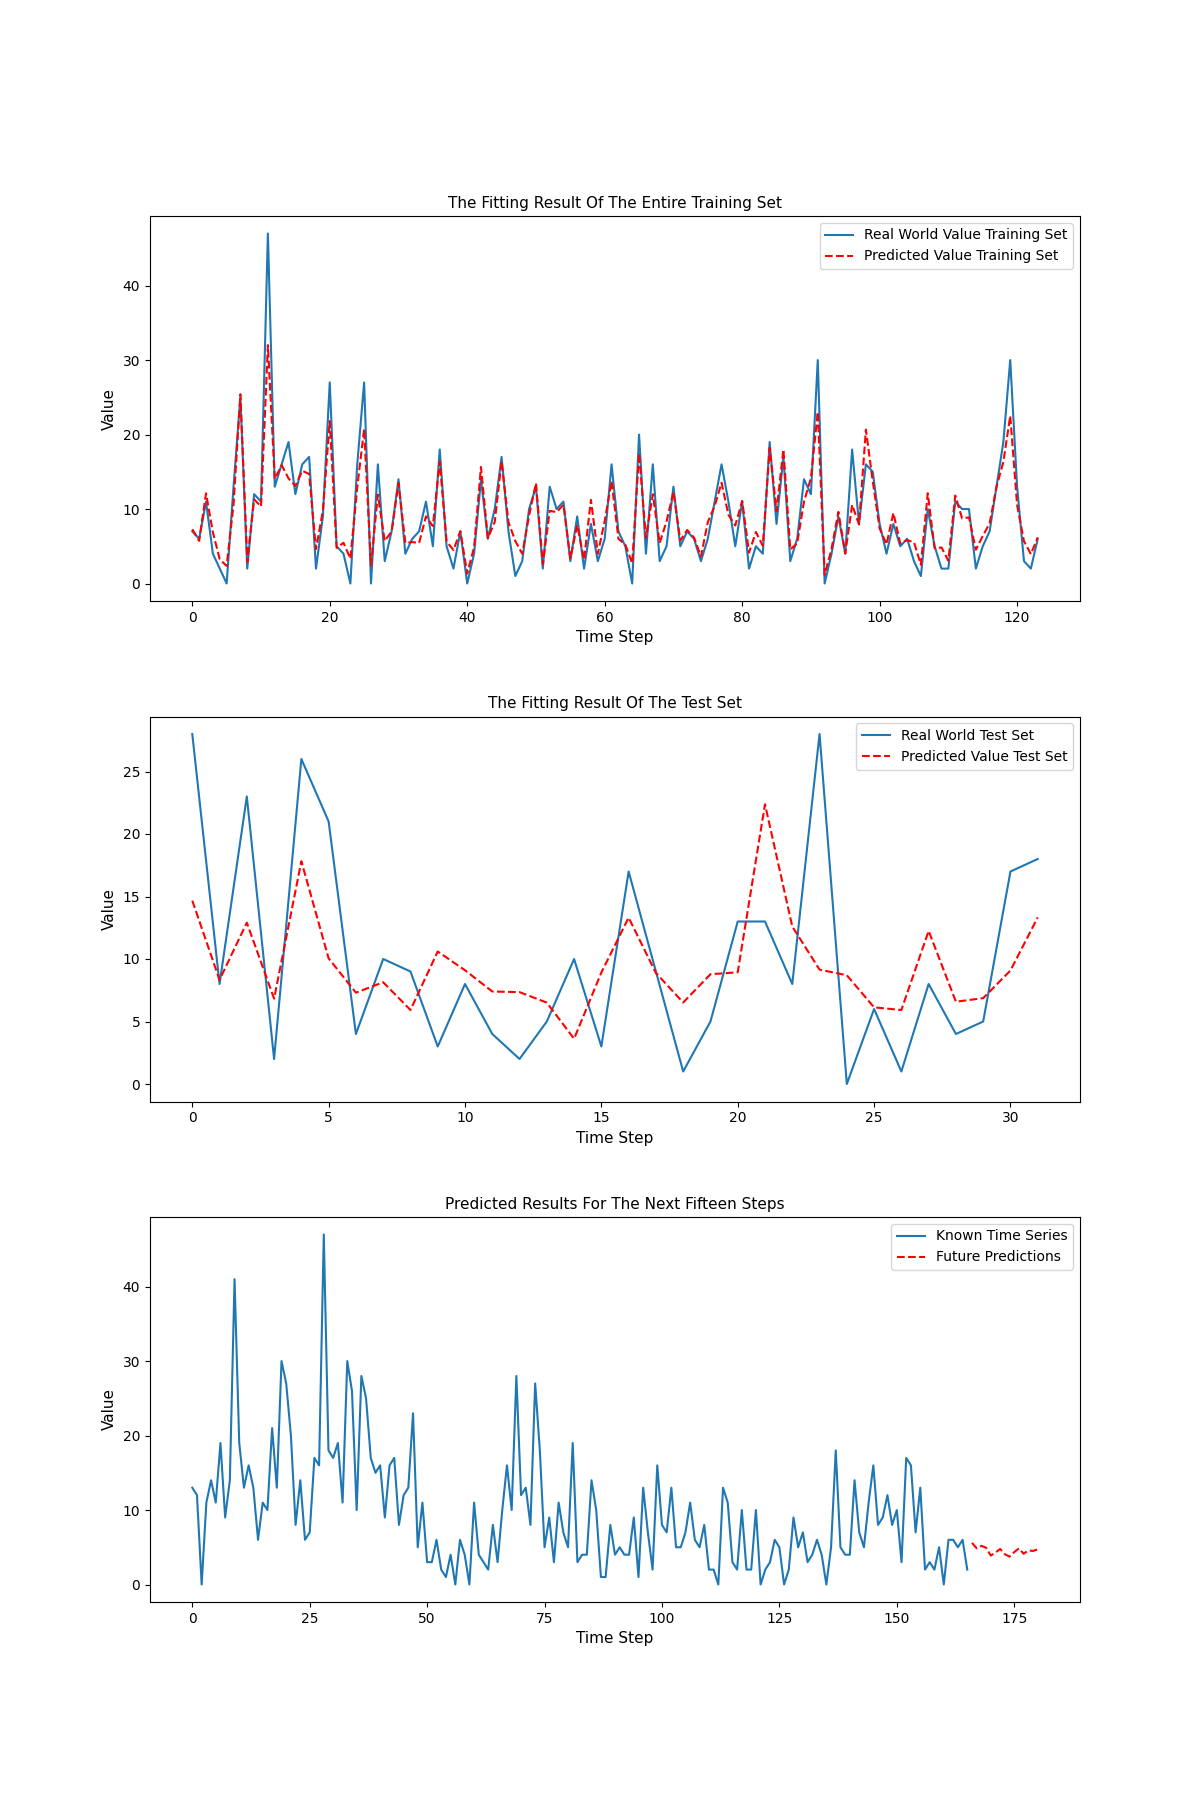 The Fitting Result Of The Entire Training Set
Real World Value Training Set
Predicted Value Training Set
40
30
20
10
0
Value
0 20 40 60 80 100 120
Time Step
The Fitting Result Of The Test Set
Real World Test Set
Predicted Value Test Set
25
20
15
10
5
0
Value
0 5 10 15 20 25 30
Time Step
Predicted Results For The Next Fifteen Steps
Known Time Series
Future Predictions
40
30
20
10
0
Value
0 25 50 75 100 125 150 175
Time Step